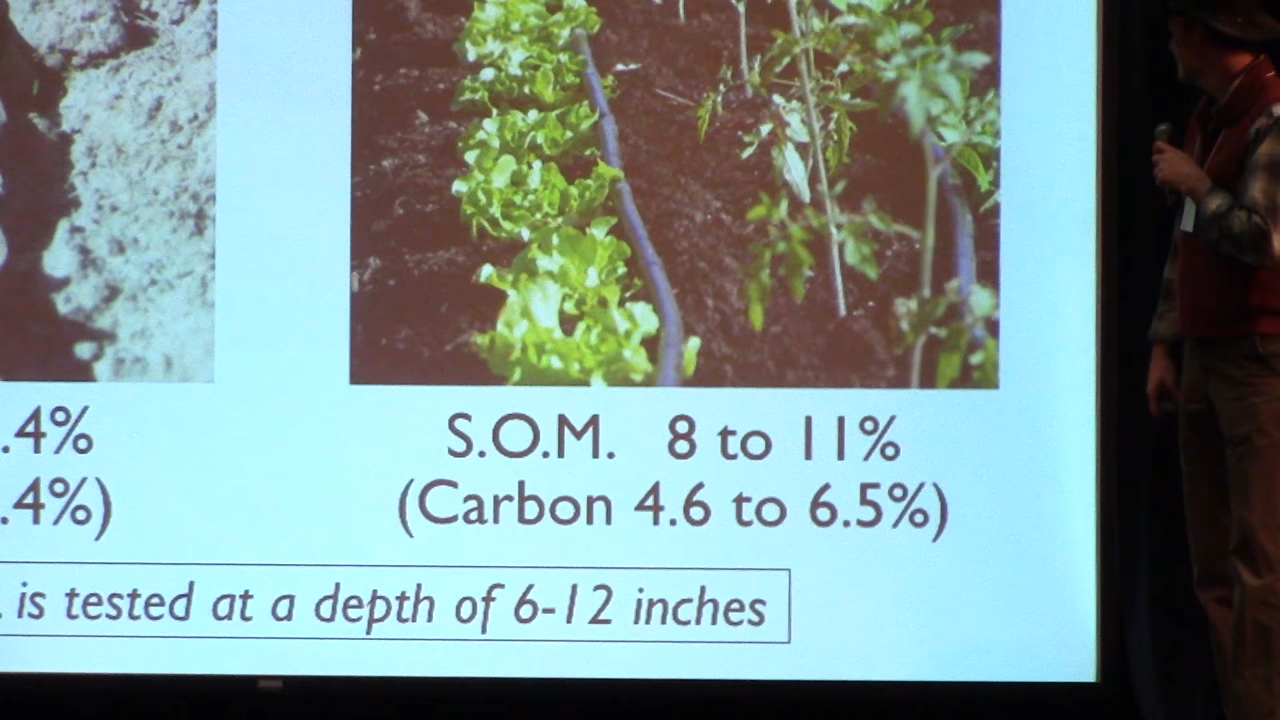 .4%
S.O.M. 8 to 11%
.4%)
(Carbon 4.6 to 6.5%)
. is tested at a depth of 6-12 inches